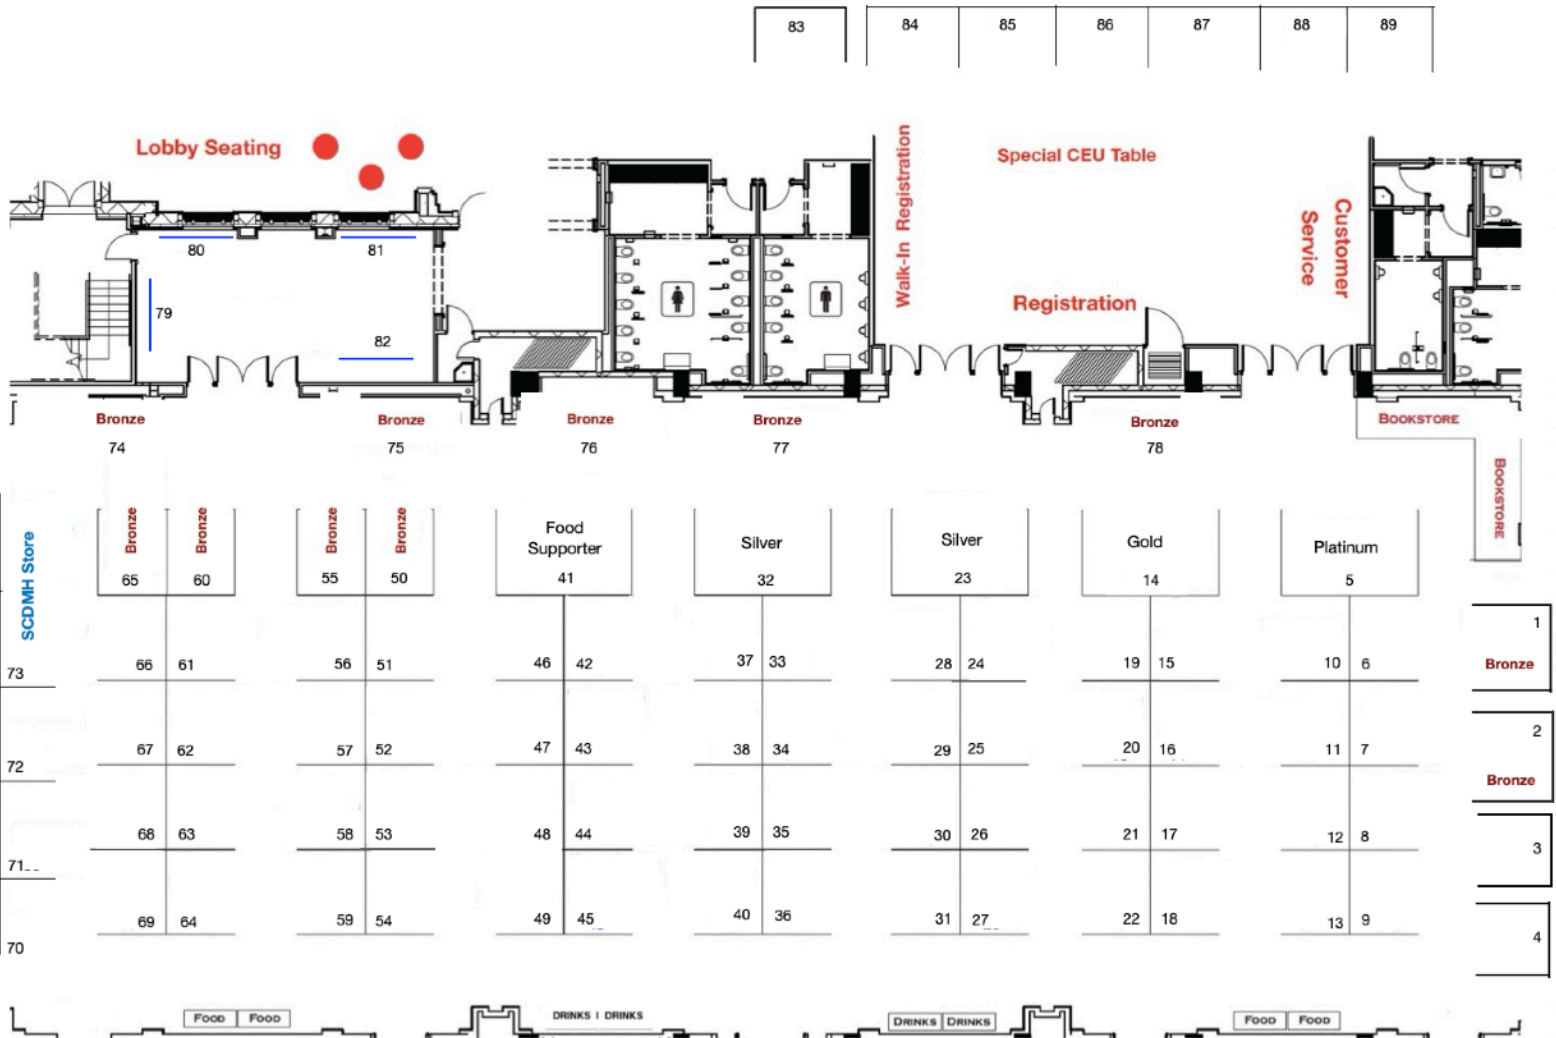 83
84 85 86 87 88 89
Lobby Seating
Walk-In Registration
Special CEU Table
Customer
Service
Registration
80 81
79
82
Bronze Bronze Bronze Bronze Bronze BOOKSTORE
74 75 76 77 78
BOOKSTORE
SCDMH Store
Bronze Bronze Bronze Bronze
Food
Supporter
Silver Silver Gold Platinum
65 60 55 50 41 32 23 14 5
1
Bronze
73 66 61 56 51 46 42 37 33 28 24 19 15 10 6
2
Bronze
72 67 62 57 52 47 43 38 34 29 25 20 16 11 7
71 68 63 58 53 48 44 39 35 30 26 21 17 12 8 3
70 69 64 59 54 49 45 40 36 31 27 22 18 13 9 4
FOOD FOOD DRINKS | DRINKS DRINKS DRINKS FOOD FOOD